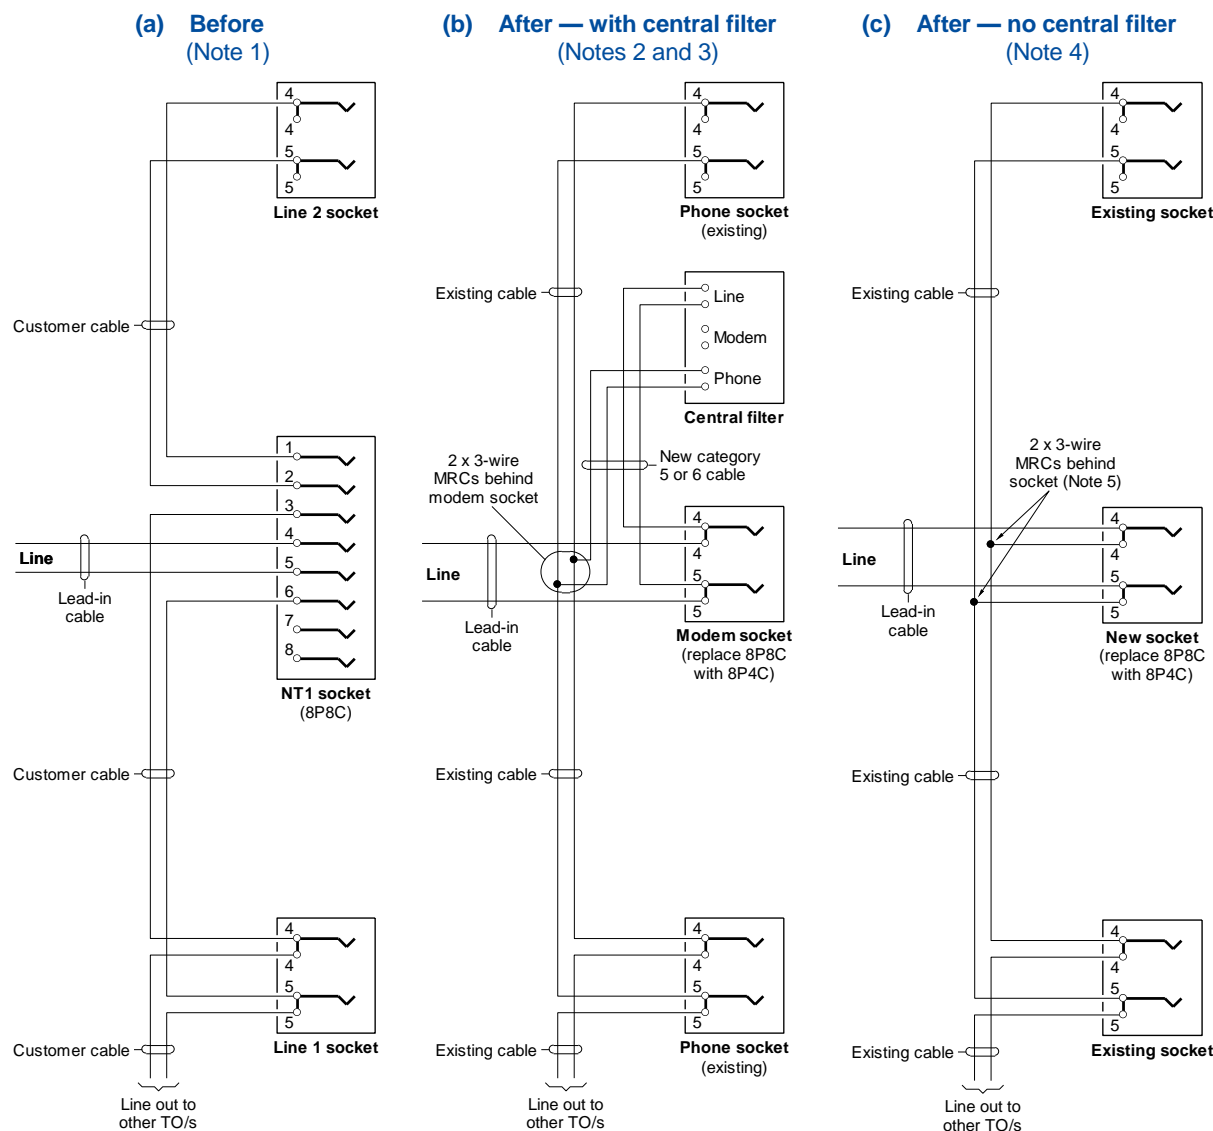 (a) Before
(Note 1)
4
4
5
5
Line 2 socket
Customer cable
1
2
3
4
5
6
7
8
Line
Lead-in
cable
NT1 socket
(8P8C)
Customer cable
4
4
5
5
Line 1 socket
Customer cable
Line out to
other TO/s
(b) After — with central filter
(Notes 2 and 3)
4
4
5
5
Phone socket
(existing)
Existing cable
Line
Modem
Phone
Central filter
2 x 3-wire
MRCs behind
modem socket
New category
5 or 6 cable
4
4
5
5
Line
Lead-in
cable
Modem socket
(replace 8P8C
with 8P4C)
Existing cable
4
4
5
5
Phone socket
(existing)
Existing cable
Line out to
other TO/s
(c) After — no central filter
(Note 4)
4
4
5
5
Existing socket
Existing cable
2 x 3-wire
MRCs behind
socket (Note 5)
4
4
5
5
Line
Lead-in
cable
New socket
(replace 8P8C
with 8P4C)
Existing cable
4
4
5
5
Existing socket
Existing cable
Line out to
other TO/s